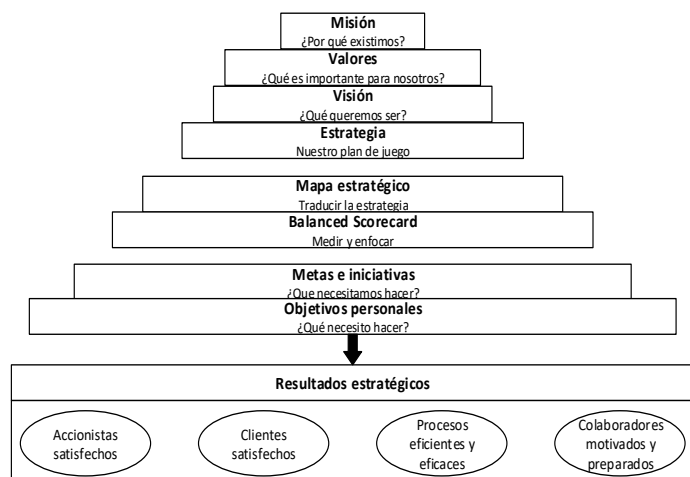 Misión
¿Por qué existimos?
Valores
¿Qué es importante para nosotros?
Visión
¿Qué queremos ser?
Estrategia
Nuestro plan de juego
Mapa estratégico
Traducir la estrategia
Balanced Scorecard
Medir y enfocar
Metas e iniciativas
¿Que necesitamos hacer?
Objetivos personales
¿Qué necesito hacer?
Resultados estratégicos
Accionistas
satisfechos
Clientes
satisfechos
Procesos
eficientes y
eficaces
Colaboradores
motivados y
preparados